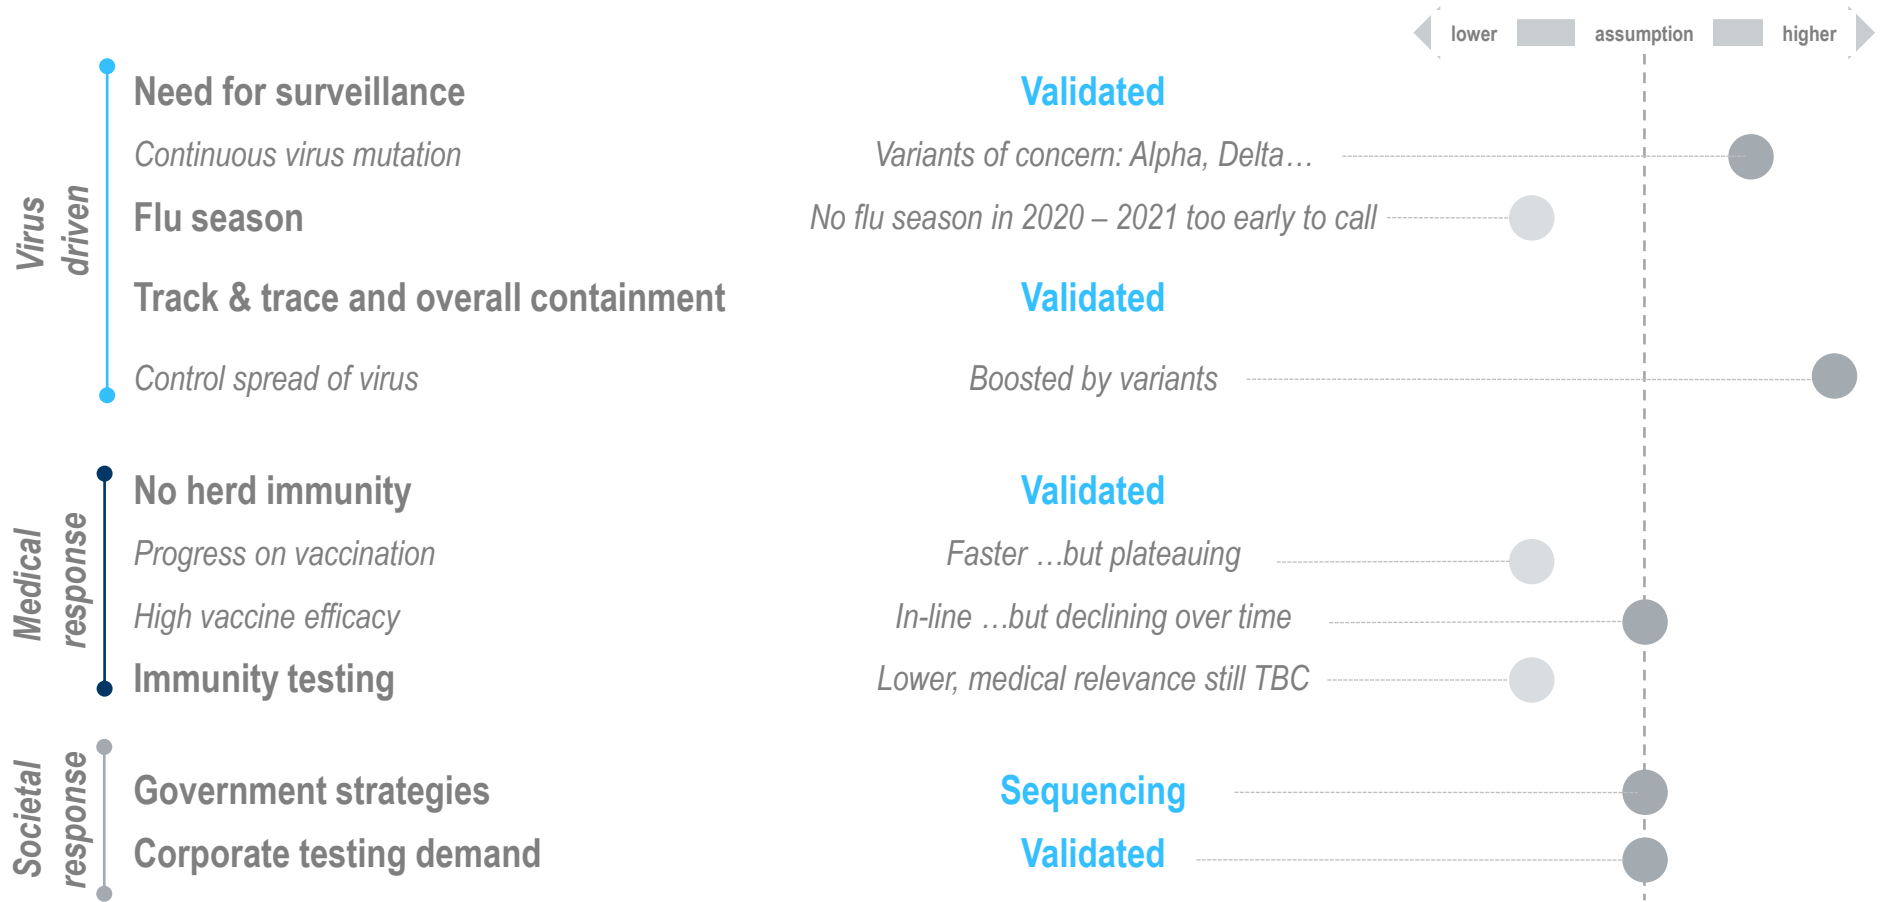 lower assumption higher
Virus
driven
Need for surveillance Validated
Continuous virus mutation Variants of concern: Alpha, Delta…
Flu season No flu season in 2020 – 2021 too early to call
Track & trace and overall containment Validated
Control spread of virus Boosted by variants
Medical
response
No herd immunity Validated
Progress on vaccination Faster …but plateauing
High vaccine efficacy In-line …but declining over time
Immunity testing Lower, medical relevance still TBC
Societal
response
Government strategies Sequencing
Corporate testing demand Validated